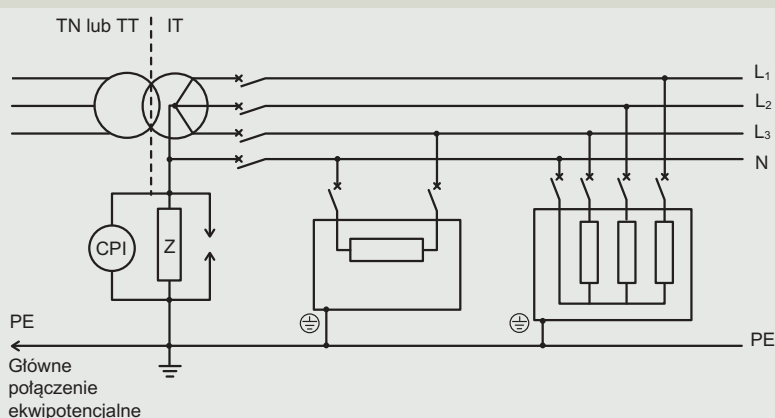 TN lub TT
IT
L1
L2
L3
N
CPI
Z
PE
PE
Główne
połączenie
ekwipotencjalne